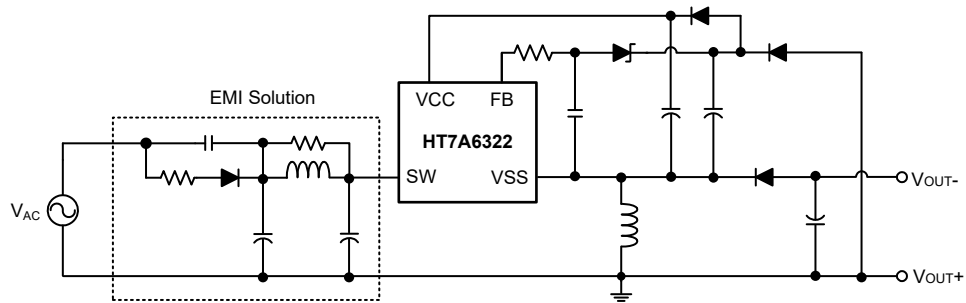 EMI Solution
VCC FB
HT7A6322
SW VSS
VAC
VOUT-
VOUT+